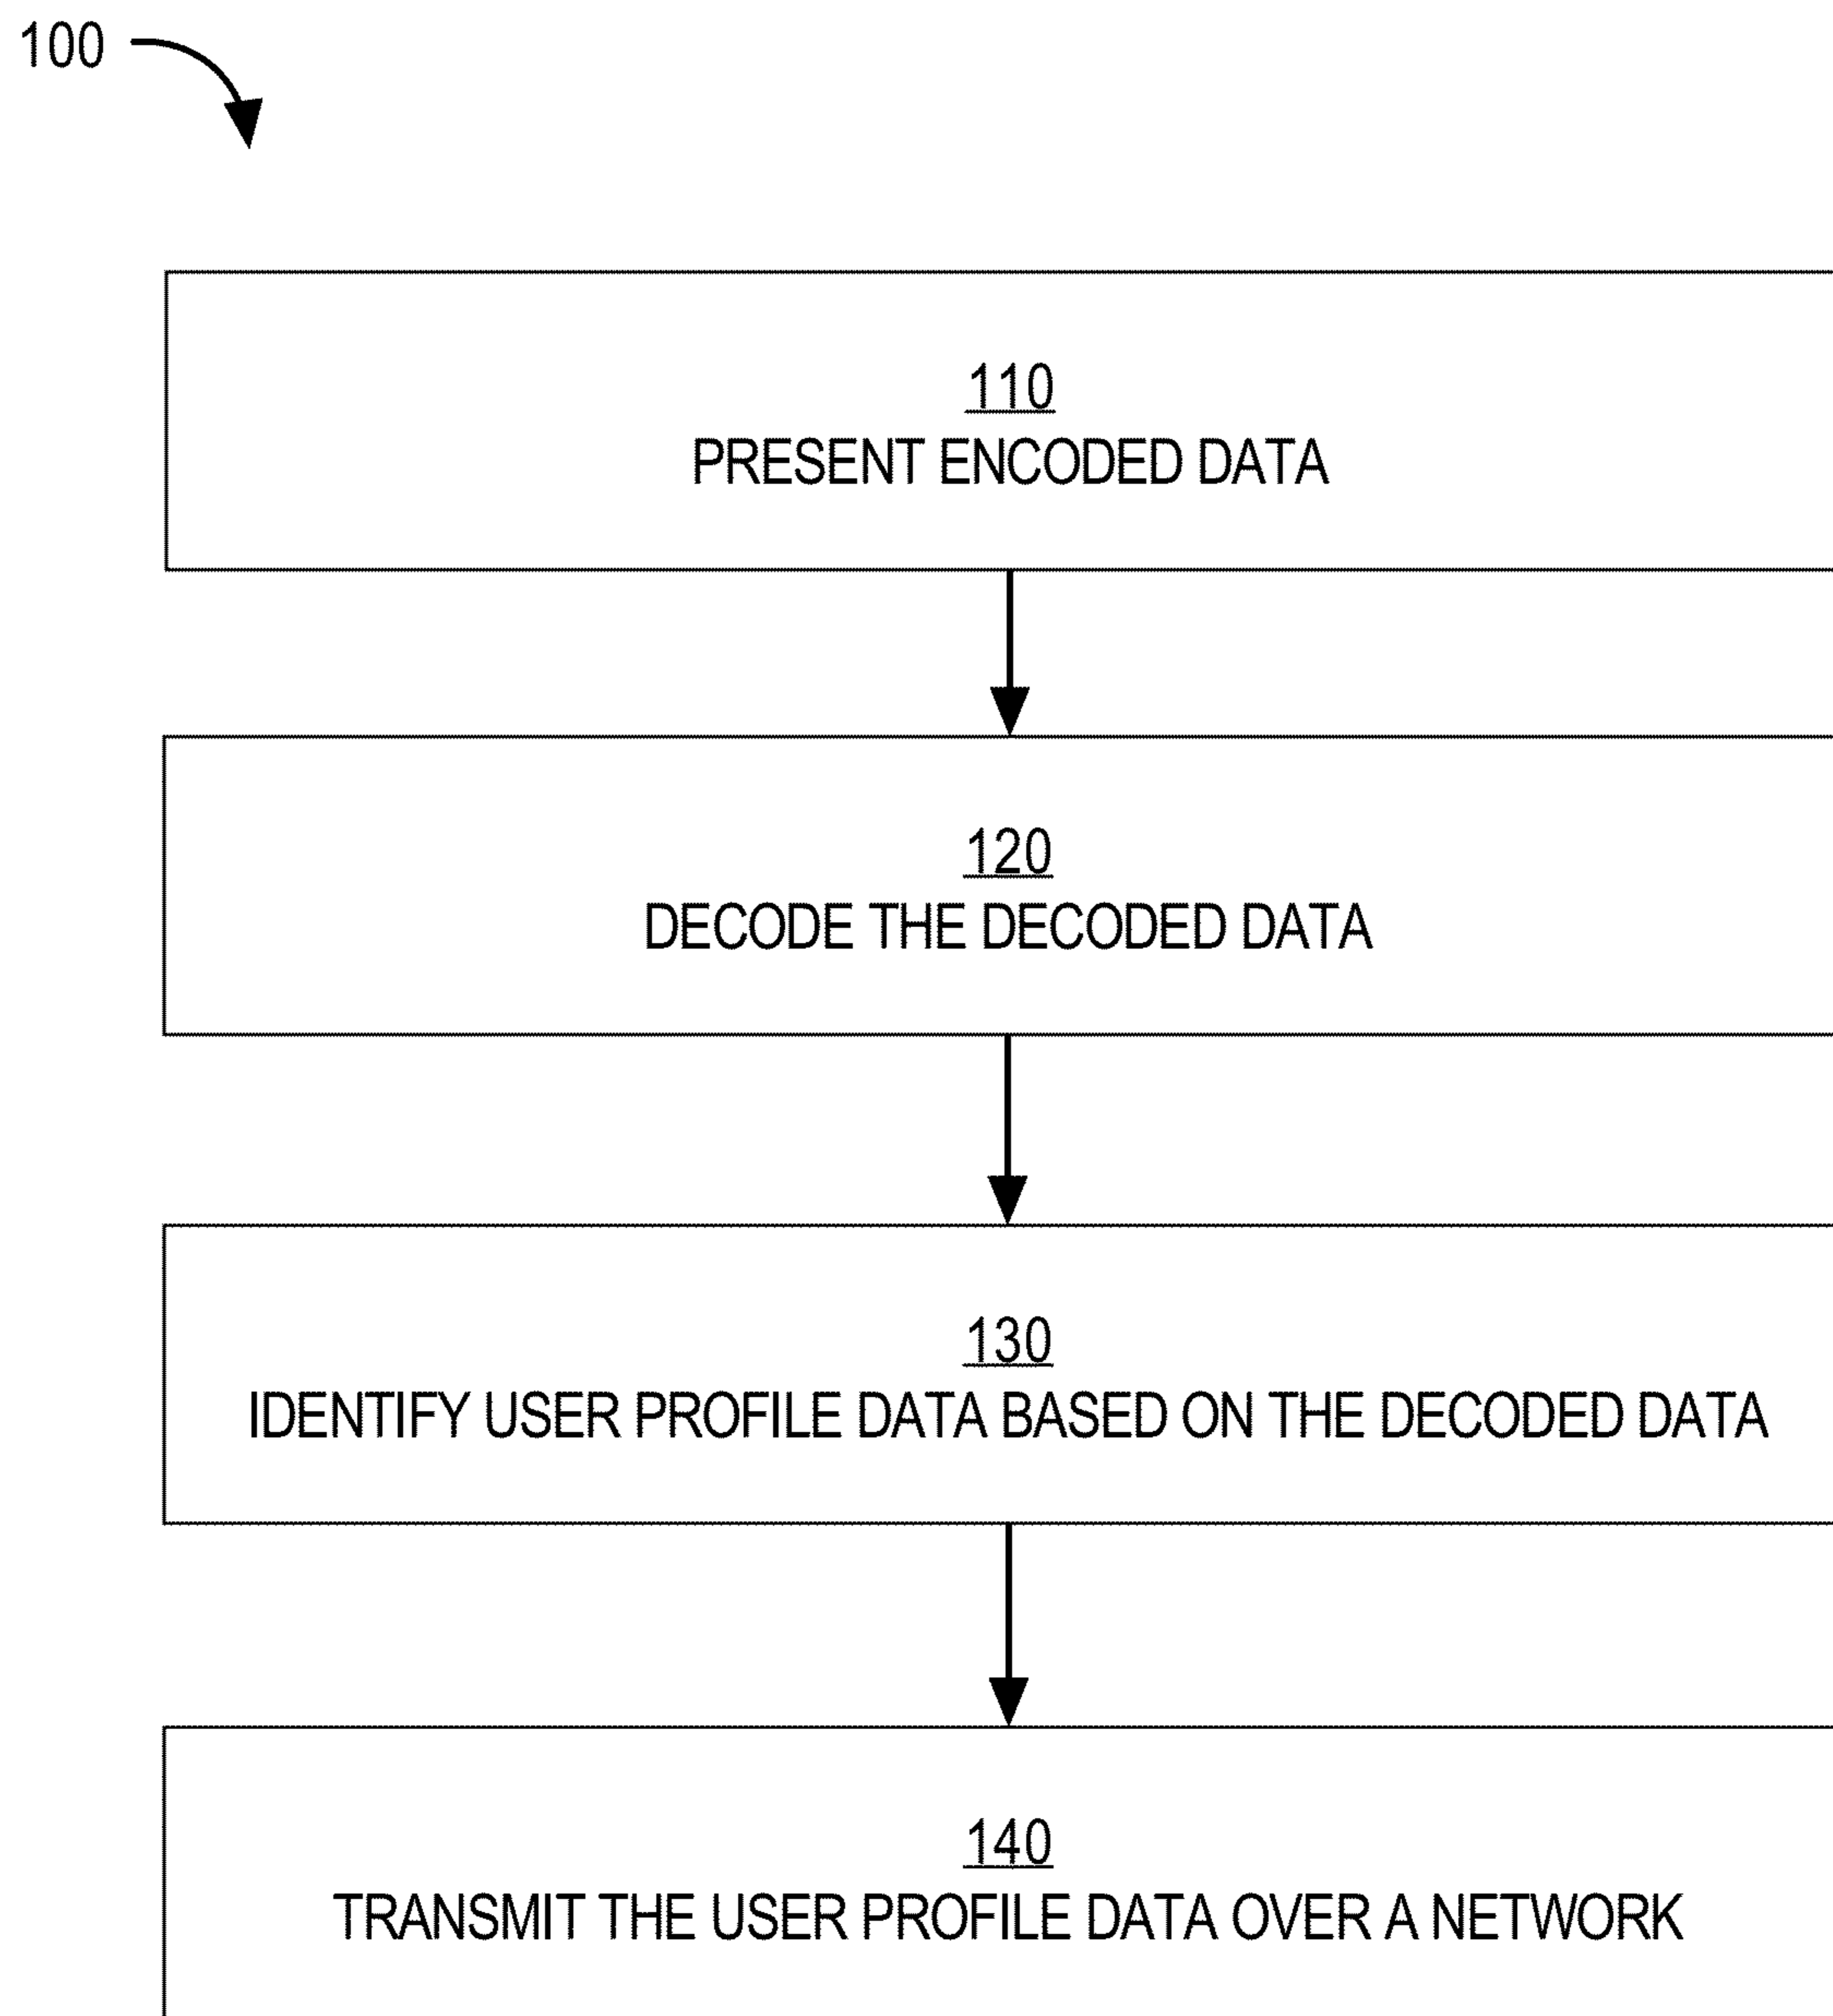 100
110
PRESENT ENCODED DATA
120
DECODE THE DECODED DATA
130
IDENTIFY USER PROFILE DATA BASED ON THE DECODED DATA
140
TRANSMIT THE USER PROFILE DATA OVER A NETWORK